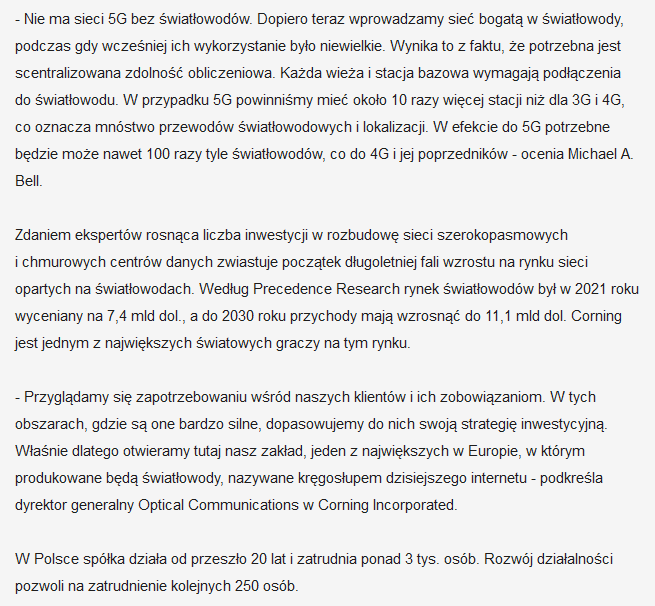 - Nie ma sieci 5G bez światłowodów. Dopiero teraz wprowadzamy sieć bogatą w światłowody,
podczas gdy wcześniej ich wykorzystanie było niewielkie. Wynika to z faktu, że potrzebna jest
scentralizowana zdolność obliczeniowa. Każda wieża i stacja bazowa wymagają podłączenia
do światłowodu. W przypadku 5G powinniśmy mieć około 10 razy więcej stacji niż dla 3G i 4G,
co oznacza mnóstwo przewodów światłowodowych i lokalizacji. W efekcie do 5G potrzebne
będzie może nawet 100 razy tyle światłowodów, co do 4G i jej poprzedników - ocenia Michael A.
Bell.
Zdaniem ekspertów rosnąca liczba inwestycji w rozbudowę sieci szerokopasmowych
i chmurowych centrów danych zwiastuje początek długoletniej fali wzrostu na rynku sieci
opartych na światłowodach. Według Precedence Research rynek światłowodów był w 2021 roku
wyceniany na 7,4 mld dol., a do 2030 roku przychody mają wzrosnąć do 11,1 mld dol. Corning
jest jednym z największych światowych graczy na tym rynku.
- Przyglądamy się zapotrzebowaniu wśród naszych klientów i ich zobowiązaniom. W tych
obszarach, gdzie są one bardzo silne, dopasowujemy do nich swoją strategię inwestycyjną.
Właśnie dlatego otwieramy tutaj nasz zakład, jeden z największych w Europie, w którym
produkowane będą światłowody, nazywane kręgosłupem dzisiejszego internetu - podkreśla
dyrektor generalny Optical Communications w Corning Incorporated.
W Polsce spółka działa od przeszło 20 lat i zatrudnia ponad 3 tys. osób. Rozwój działalności
pozwoli na zatrudnienie kolejnych 250 osób.